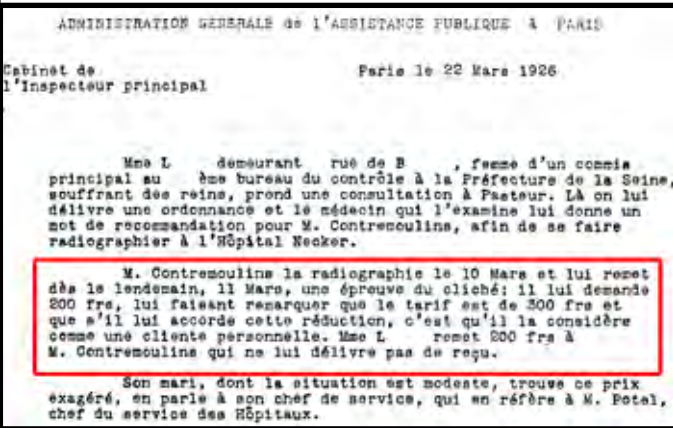 ADMINISTRATION GENERALE de l'ASSISTANCE PUBLIQUE à PARIS
Cabinet de
l'Inspecteur principal
Paris le 22 Mars 1926
Mme L demeurant rue de B , femme d'un commis
principal au ème bureau du contrôle à la Préfecture de la Seine,
souffrant des reins, prend une consultation à Pasteur. Là on lui
délivre une ordonnance et le médecin qui l'examine lui donne un
mot de recommandation pour M. Contremoulins, afin de se faire
radiographier à l'Hôpital Necker.
M. Contremoulins la radiographie le 10 Mars et lui remet
dès le lendemain, 11 Mars, une épreuve du cliché; il lui demande
200 frs, lui faisant remarquer que le tarif est de 300 frs et
que s'il lui accorde cette réduction, c'est qu'il la considère
comme une cliente personnelle. Mme L remet 200 frs à
M. Contremoulins qui ne lui délivre pas de reçu.
Son mari, dont la situation est modeste, trouve ce prix
exagéré, en parle à son chef de service, qui en réfère à M. Potel,
chef du service des Hôpitaux.